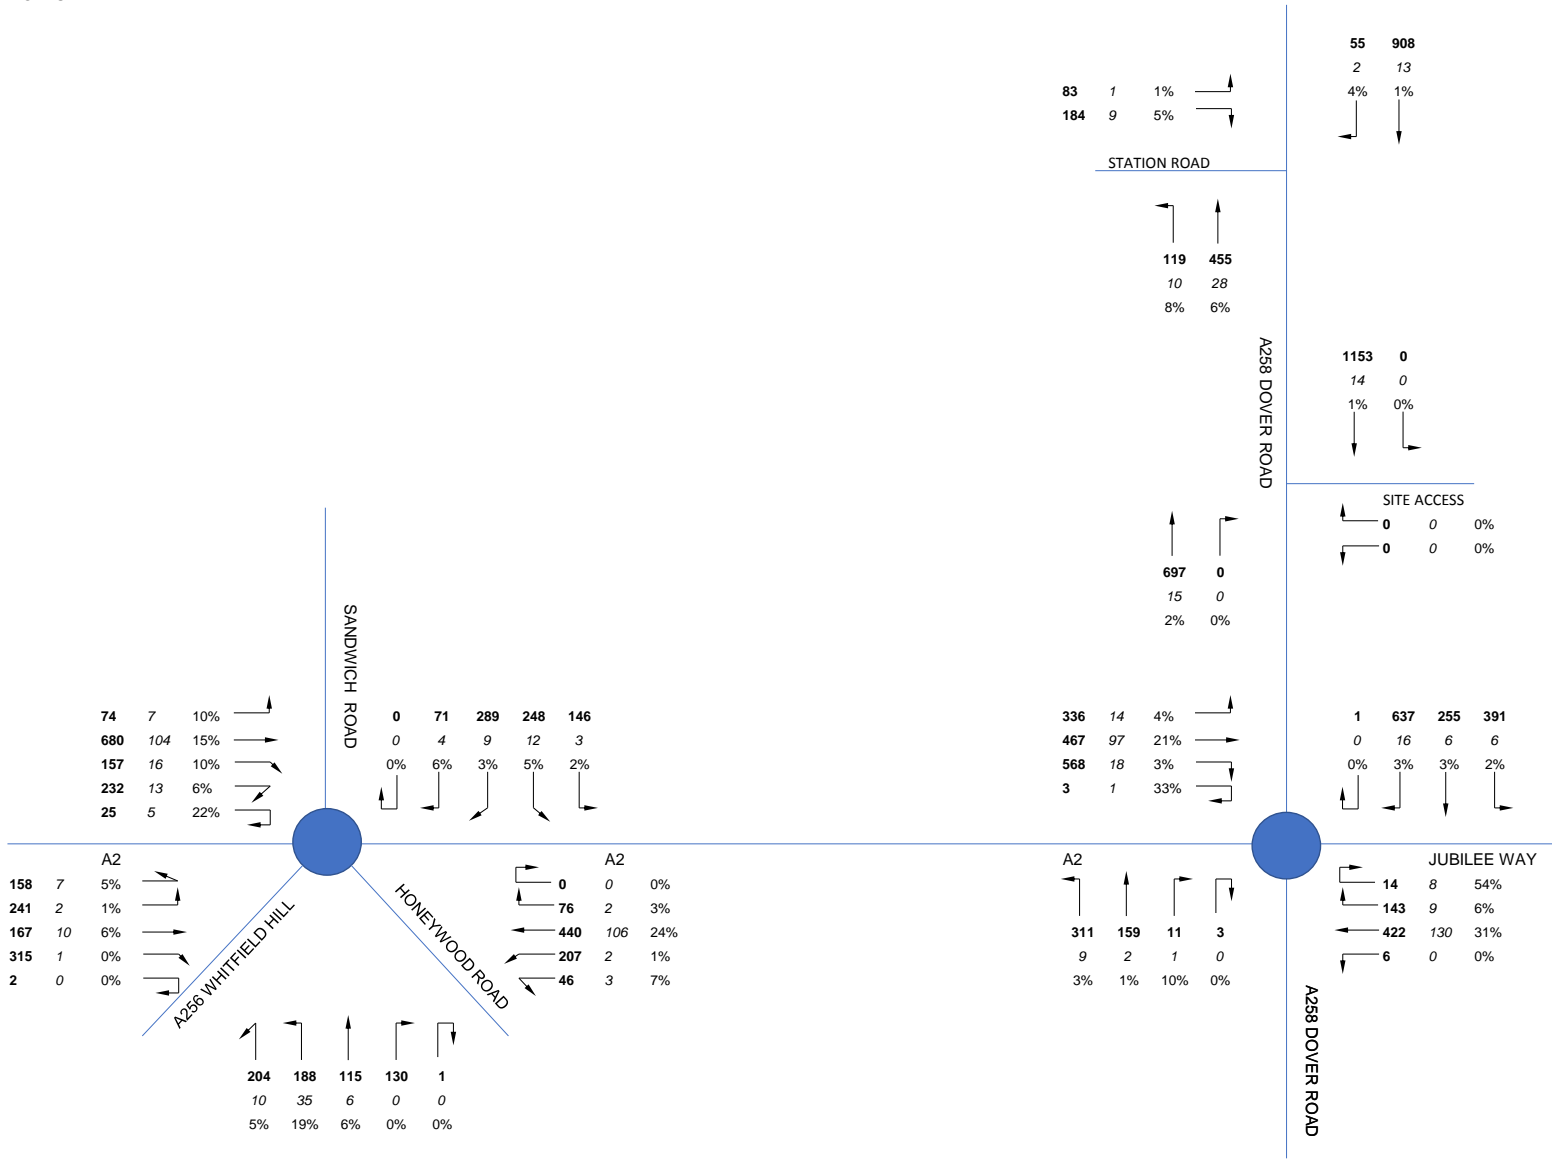 55 908
2 13
4% 1%
83 1 1%
184 9 5%
STATION ROAD
119 455
10 28
8% 6%
A258 DOVER ROAD
1153 0
14 0
1% 0%
SITE ACCESS
0 0 0%
0 0 0%
697 0
15 0
2% 0%
SANDWICH ROAD
74 7 10%
680 104 15%
157 16 10%
232 13 6%
25 5 22%
0 71 289 248 146
0 4 9 12 3
0% 6% 3% 5% 2%
336 14 4%
467 97 21%
568 18 3%
3 1 33%
1 637 255 391
0 16 6 6
0% 3% 3% 2%
A2
158 7 5%
241 2 1%
167 10 6%
315 1 0%
2 0 0%
A256 WHITFIELD HILL
HONEYWOOD ROAD
A2
0 0 0%
76 2 3%
440 106 24%
207 2 1%
46 3 7%
204 188 115 130 1
10 35 6 0 0
5% 19% 6% 0% 0%
A2
311 159 11 3
9 2 1 0
3% 1% 10% 0%
JUBILEE WAY
14 8 54%
143 9 6%
422 130 31%
6 0 0%
A258 DOVER ROAD